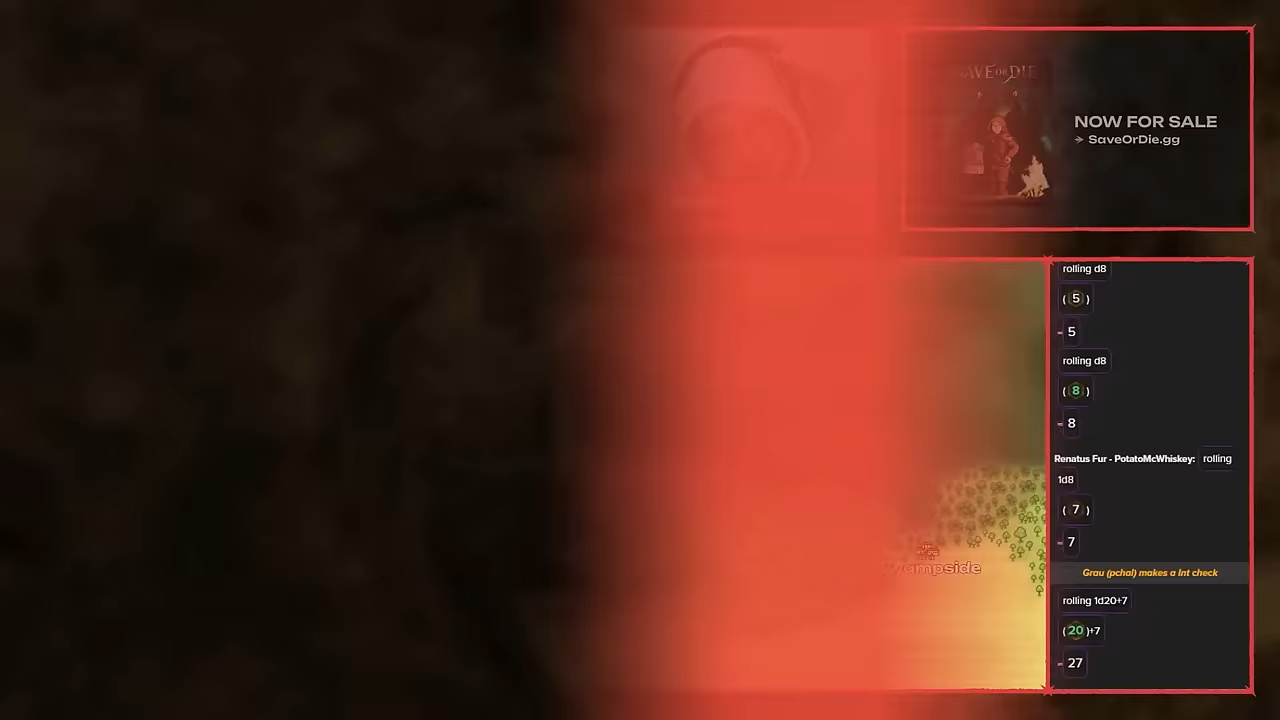 SAVE OR DIE
NOW FOR SALE
→ SaveOrDie.gg
rolling d8
(5)
= 5
rolling d8
(8)
= 8
Renatus Fur - PotatoMcWhiskey: rolling
1d8
(7)
= 7
Grau (pchal) makes a Int check
rolling 1d20+7
(20)+7
= 27